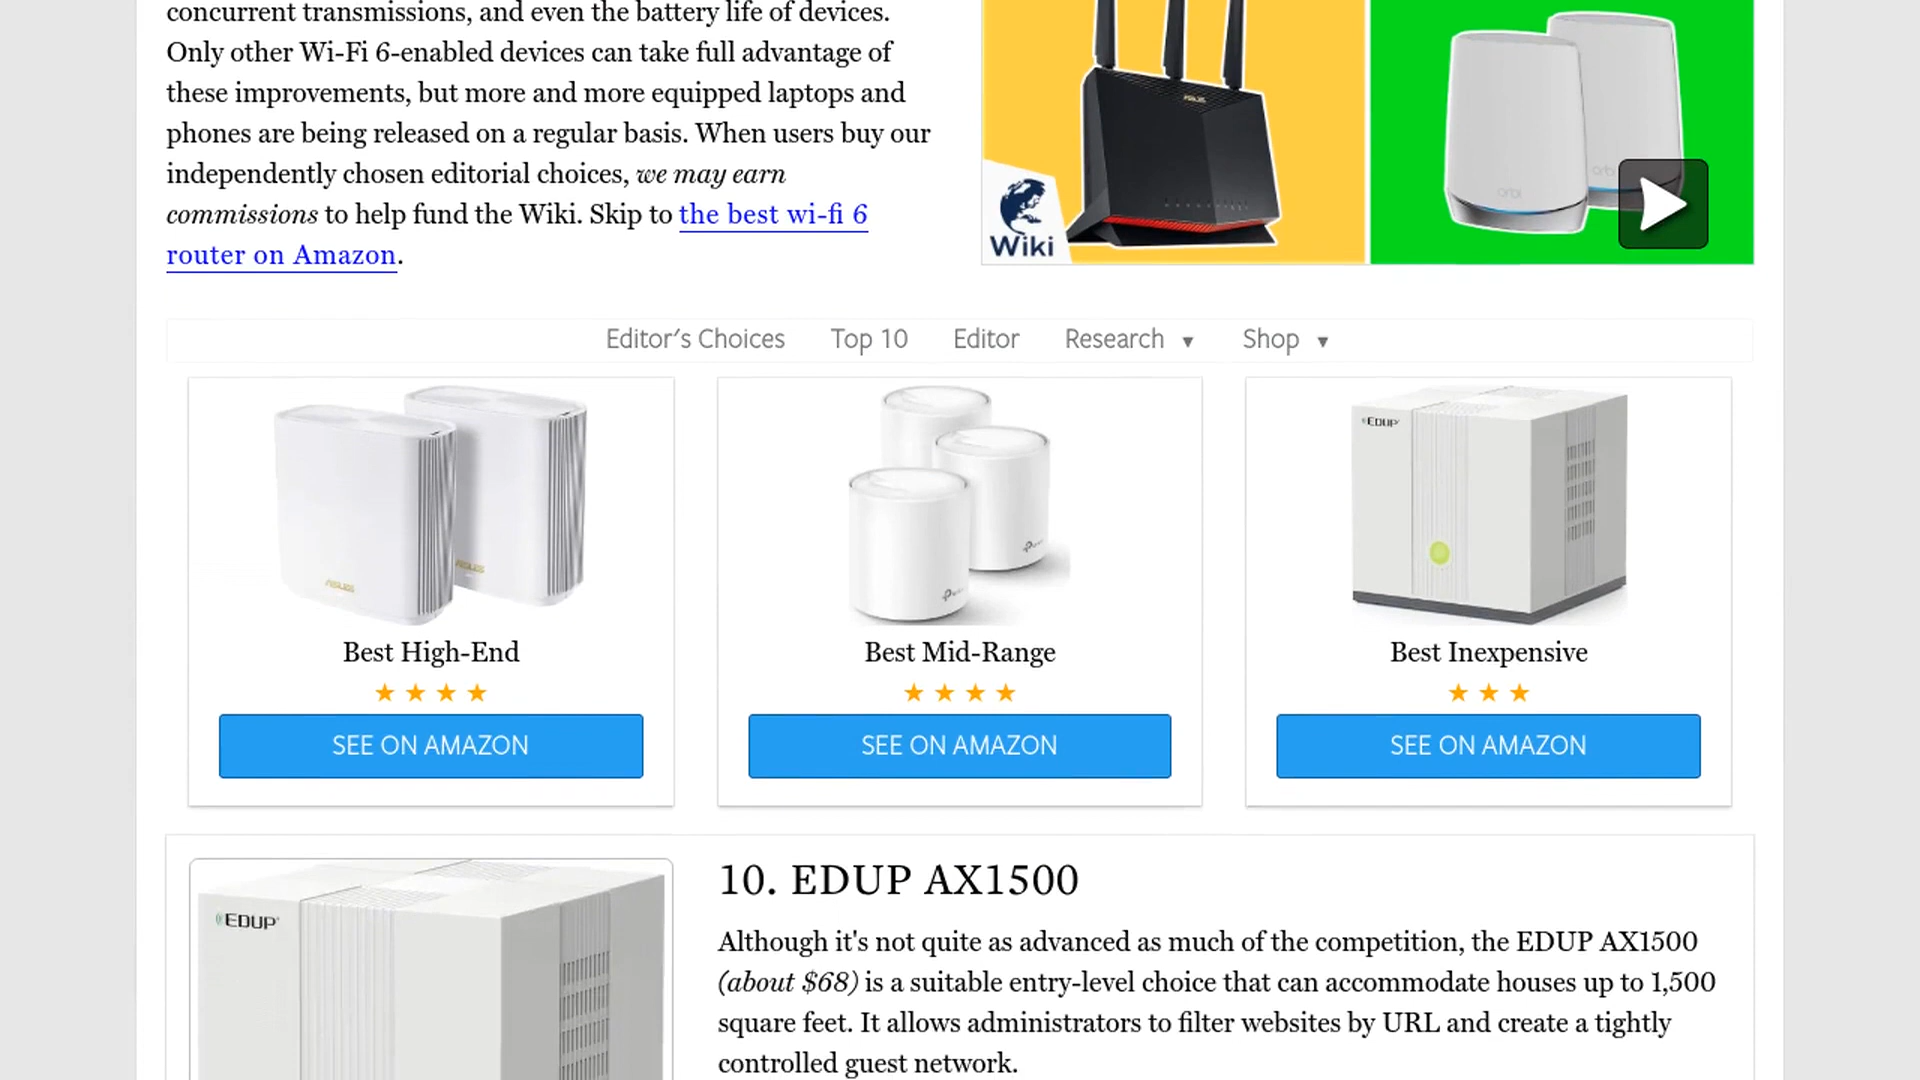 concurrent transmissions, and even the battery life of devices.
Only other Wi-Fi 6-enabled devices can take full advantage of
these improvements, but more and more equipped laptops and
phones are being released on a regular basis. When users buy our
independently chosen editorial choices, we may earn
commissions to help fund the Wiki. Skip to the best wi-fi 6
router on Amazon.
ASUS
Wiki
orbi
orbi
Editor's Choices Top 10 Editor Research ▼ Shop ▼
ASUS
ASUS
Best High-End
★ ★ ★ ★
SEE ON AMAZON
Best Mid-Range
★ ★ ★ ★
SEE ON AMAZON
EDUP
Best Inexpensive
★ ★ ★
SEE ON AMAZON
EDUP
10. EDUP AX1500
Although it's not quite as advanced as much of the competition, the EDUP AX1500
(about $68) is a suitable entry-level choice that can accommodate houses up to 1,500
square feet. It allows administrators to filter websites by URL and create a tightly
controlled guest network.